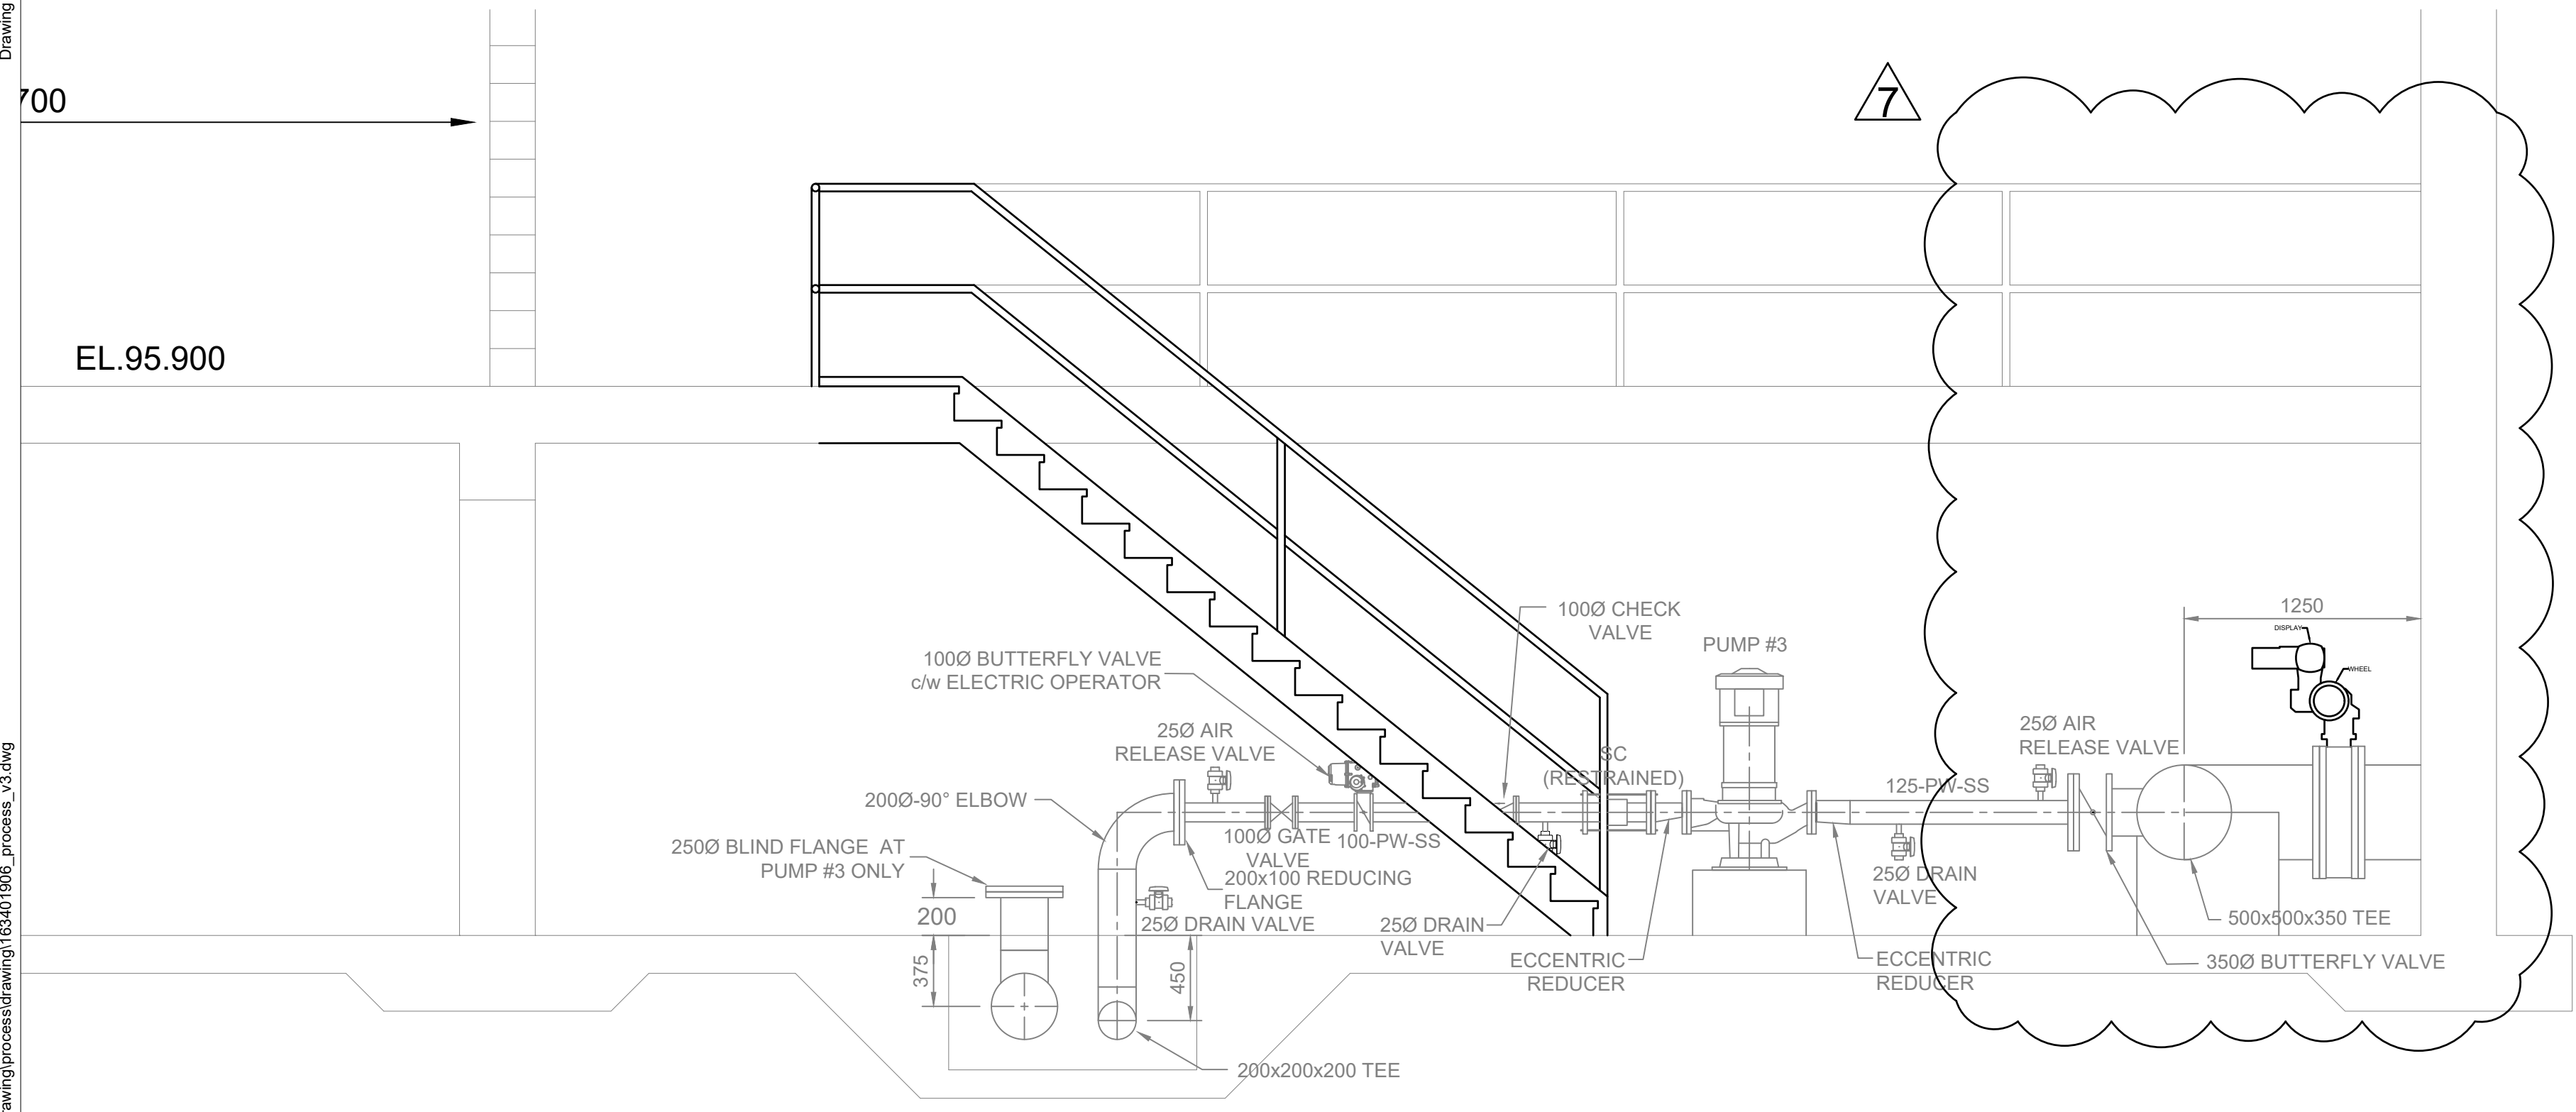 Drawing
700
7
EL.95.900
100Ø CHECK
VALVE
1250
DISPLAY
PUMP #3
100Ø BUTTERFLY VALVE
c/w ELECTRIC OPERATOR
WHEEL
25Ø AIR
RELEASE VALVE
25Ø AIR
RELEASE VALVE
SC
(RESTRAINED)
125-PW-SS
200Ø-90° ELBOW
100Ø GATE
VALVE
100-PW-SS
250Ø BLIND FLANGE AT
PUMP #3 ONLY
200x100 REDUCING
FLANGE
25Ø DRAIN
VALVE
200
25Ø DRAIN VALVE
25Ø DRAIN
VALVE
500x500x350 TEE
375
450
ECCENTRIC
REDUCER
ECCENTRIC
REDUCER
350Ø BUTTERFLY VALVE
200x200x200 TEE
rawing\process\drawing\163401906_process_v3.dwg